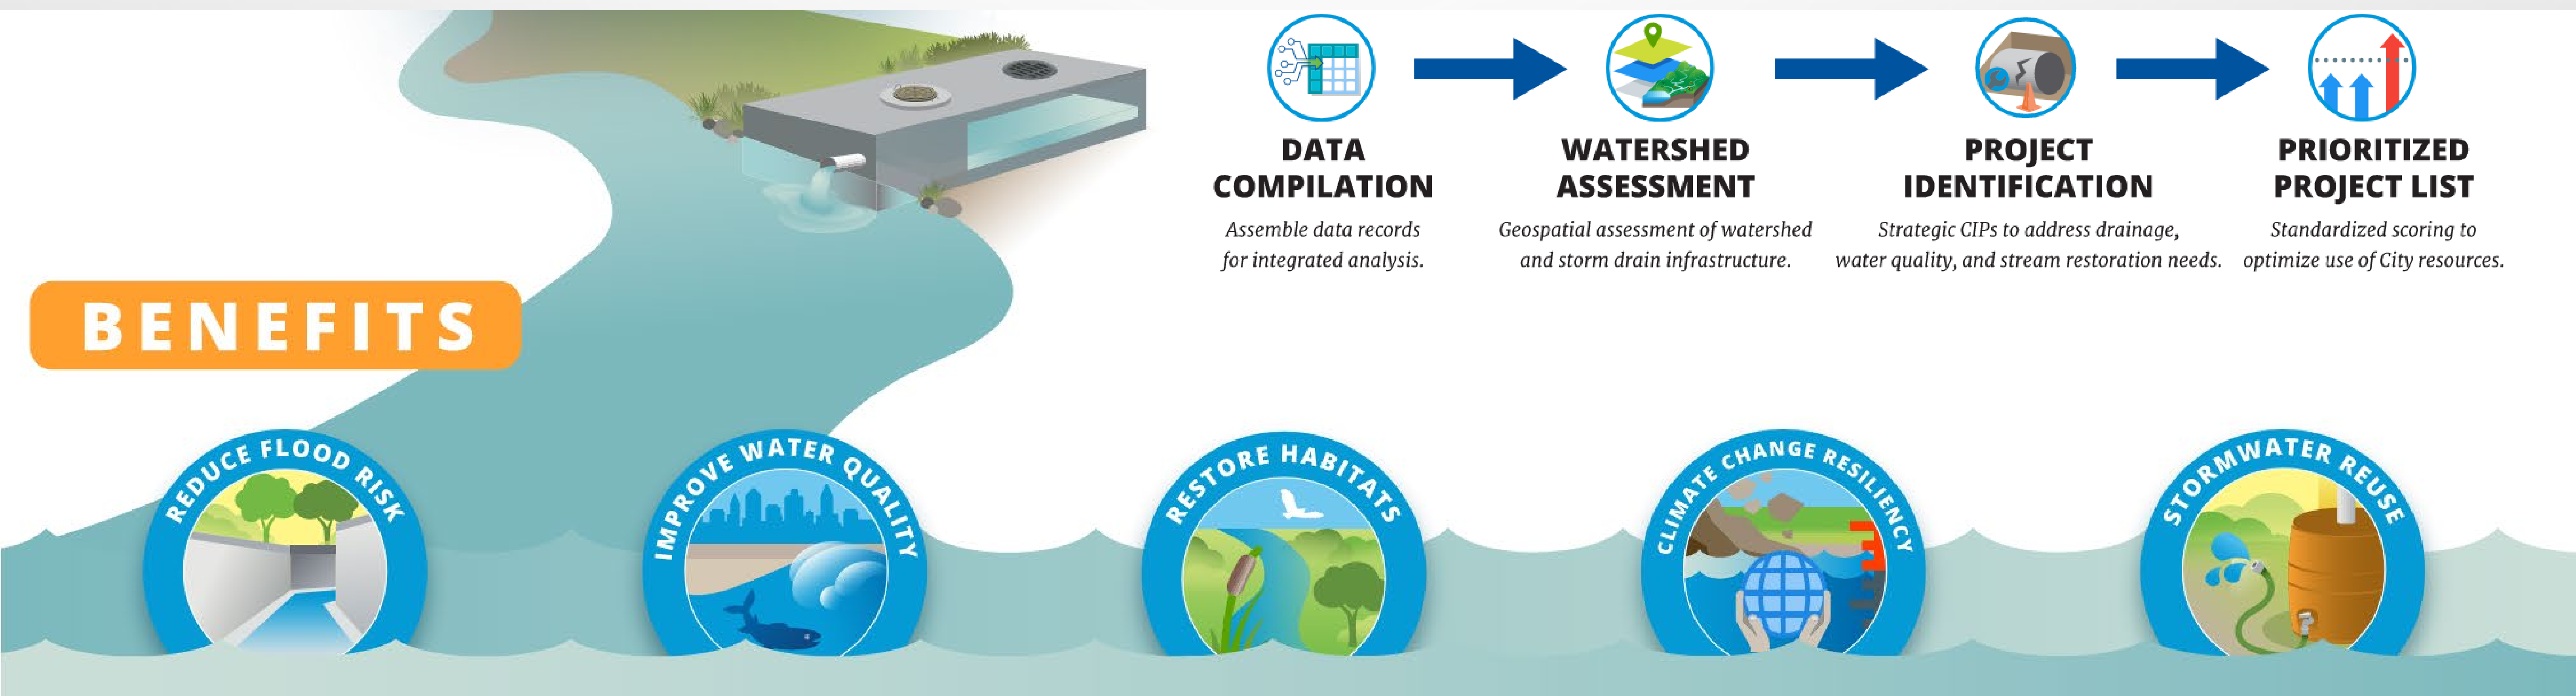 DATA
COMPILATION
Assemble data records
for integrated analysis.
WATERSHED
ASSESSMENT
Geospatial assessment of watershed
and storm drain infrastructure.
PROJECT
IDENTIFICATION
Strategic CIPs to address drainage,
water quality, and stream restoration needs.
PRIORITIZED
PROJECT LIST
Standardized scoring to
optimize use of City resources.
BENEFITS
REDUCE FLOOD RISK
IMPROVE WATER QUALITY
RESTORE HABITATS
CLIMATE CHANGE RESILIENCY
STORMWATER REUSE